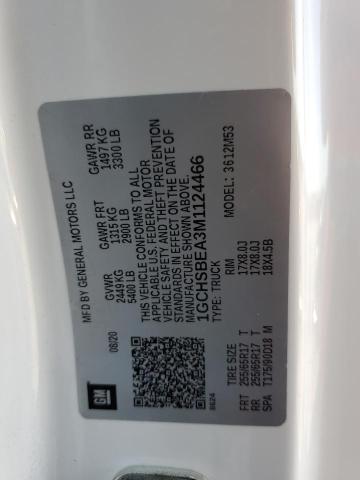 MFD BY GENERAL MOTORS LLC
08/20
GVWR
2449 KG
5400 LB
GAWR FRT
1315 KG
2900 LB
GAWR RR
1497 KG
3300 LB
THIS VEHICLE CONFORMS TO ALL
APPLICABLE U.S. FEDERAL MOTOR
VEHICLE SAFETY AND THEFT PREVENTION
STANDARDS IN EFFECT ON THE DATE OF
MANUFACTURE SHOWN ABOVE.
1GCHSBEA3M1124466
TYPE: TRUCK
MODEL: 3612M53
TIRE SIZE RIM
FRT 255/65R17 T 17X8.0J
RR 255/65R17 T 17X8.0J
SPA T175/90D18 M 18X4.5B
GM
8624